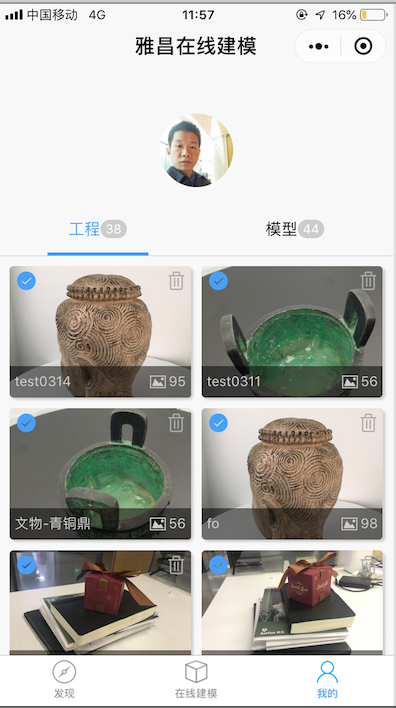 中国移动 4G 11:57 16%
雅昌在线建模
工程 38 模型 44
test0314 95 test0311 56
文物-青铜鼎 56 fo 98
发现 在线建模 我的